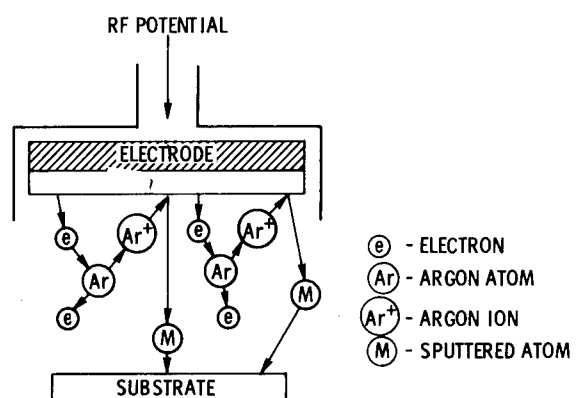 RF POTENTIAL
ELECTRODE
e Ar+ e Ar+
Ar Ar
e e M
M
SUBSTRATE
e - ELECTRON
Ar - ARGON ATOM
Ar+ - ARGON ION
M - SPUTTERED ATOM